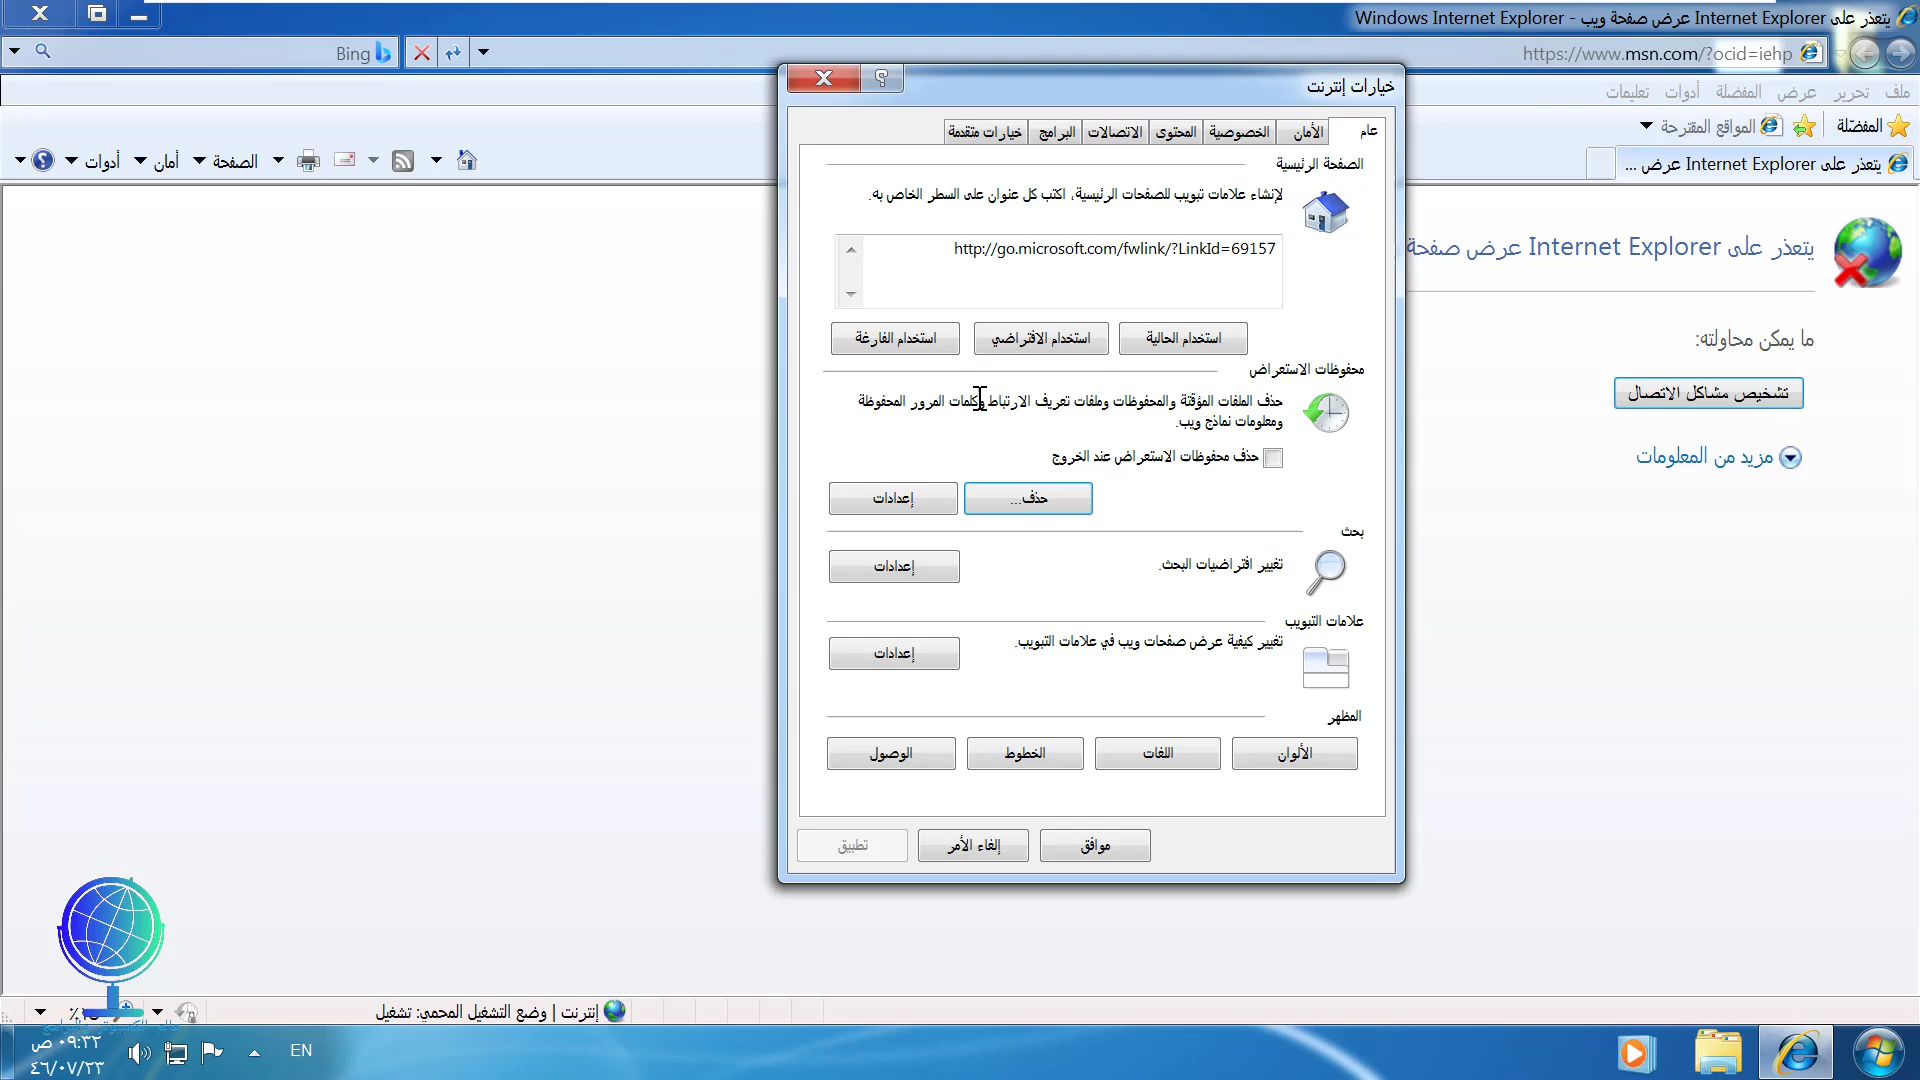 يتعذر على Internet Explorer عرض صفحة ويب - Windows Internet Explorer
https://www.msn.com/?ocid=iehp
Bing
ملف تحرير عرض المفضلة أدوات تعليمات
المفضلة المواقع المقترحة
يتعذر على Internet Explorer عرض ...
الصفحة أمان أدوات
يتعذر على Internet Explorer عرض صفحة
ما يمكن محاولته:
تشخيص مشاكل الاتصال
مزيد من المعلومات
خيارات إنترنت
عام الأمان الخصوصية المحتوى الاتصالات البرامج خيارات متقدمة
الصفحة الرئيسية
لإنشاء علامات تبويب للصفحات الرئيسية، اكتب كل عنوان على السطر الخاص به.
http://go.microsoft.com/fwlink/?LinkId=69157
استخدام الحالية استخدام الافتراضي استخدام الفارغة
محفوظات الاستعراض
حذف الملفات المؤقتة والمحفوظات وملفات تعريف الارتباط وكلمات المرور المحفوظة
ومعلومات نماذج ويب.
حذف محفوظات الاستعراض عند الخروج
حذف... إعدادات
بحث
تغيير افتراضيات البحث.
إعدادات
علامات التبويب
تغيير كيفية عرض صفحات ويب في علامات التبويب.
إعدادات
المظهر
الألوان اللغات الخطوط الوصول
موافق إلغاء الأمر تطبيق
إنترنت | وضع التشغيل المحمي: تشغيل
EN
٠٩:٣٢ ص
٤٦/٠٧/٢٣